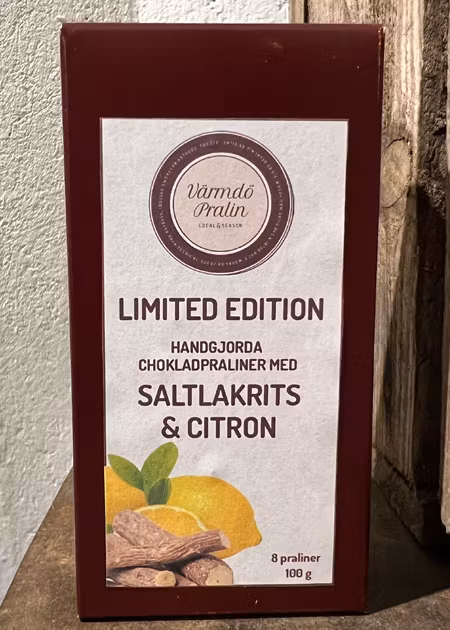 Värmdö
Pralin
LOCAL & SEASON
LIMITED EDITION
HANDGJORDA
CHOKLADPRALINER MED
SALTLAKRITS
& CITRON
8 praliner
100 g